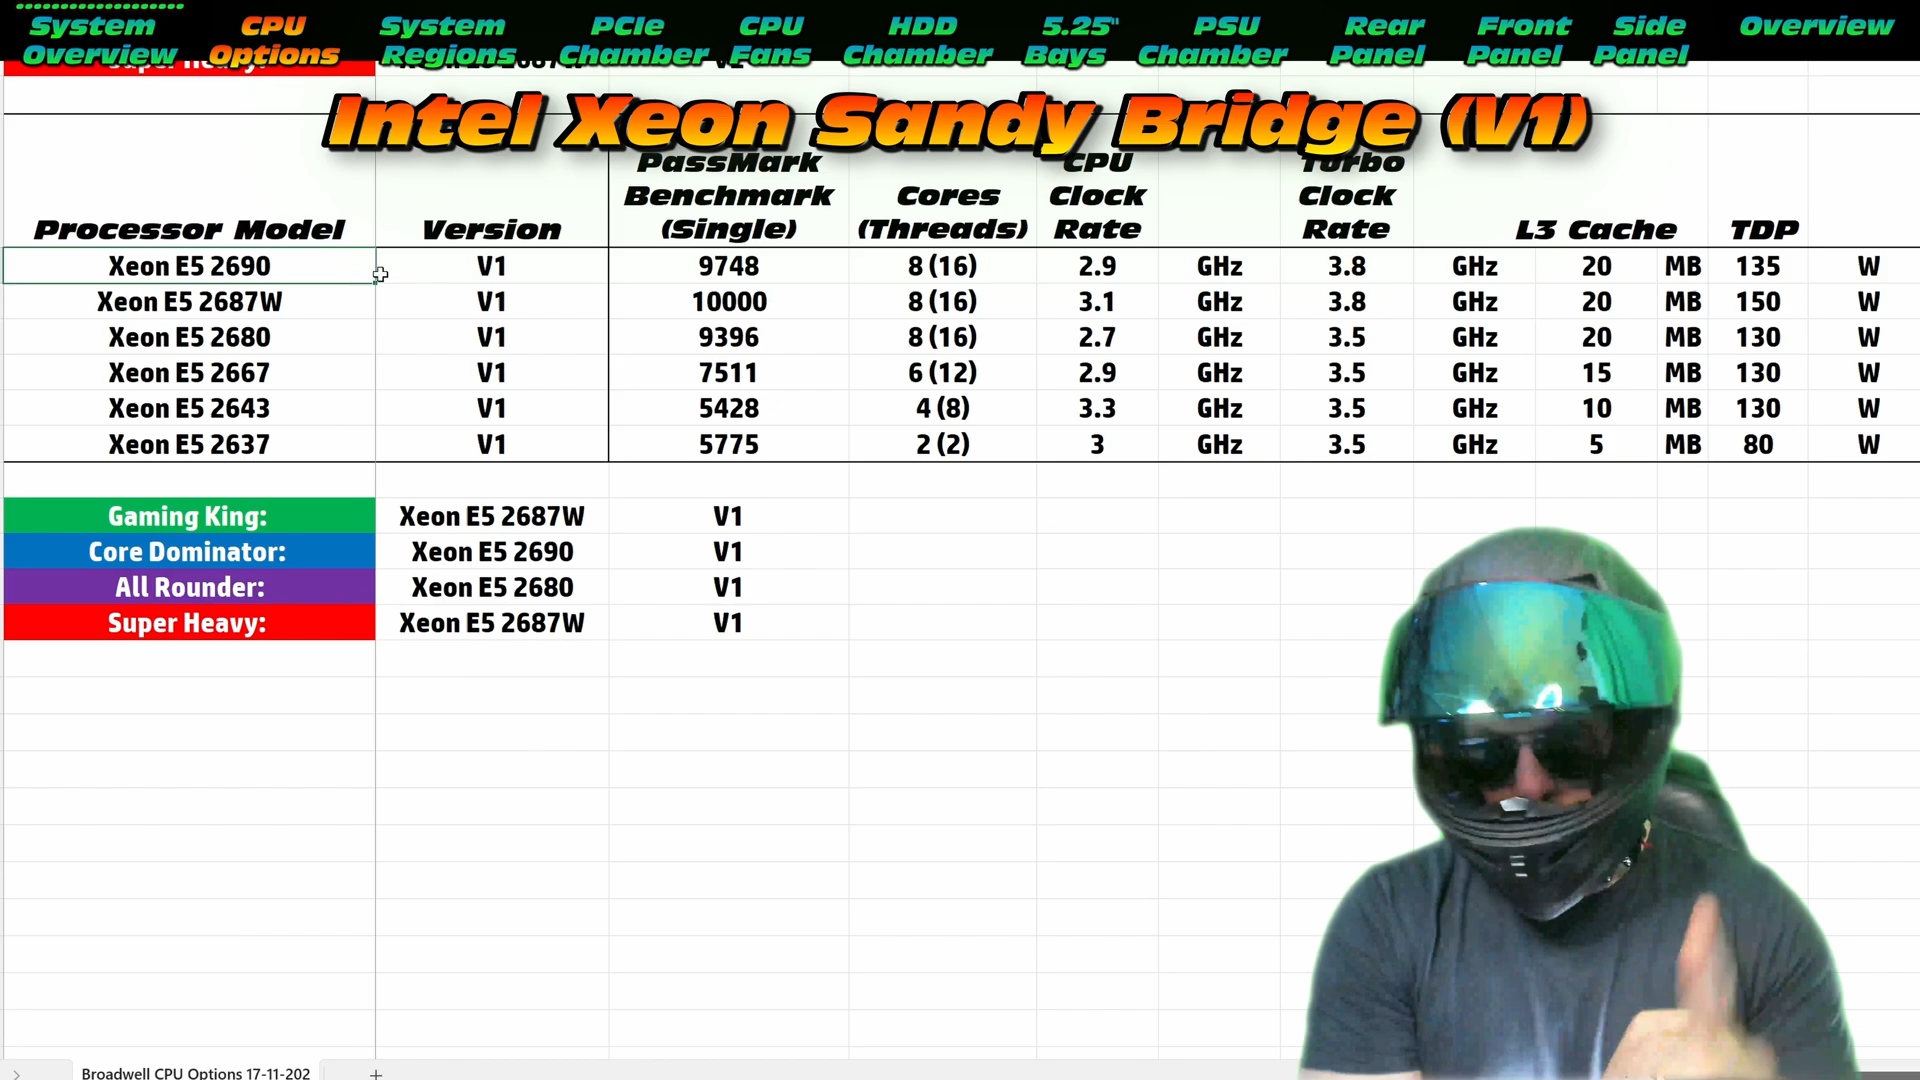 System Overview
CPU Options
System Regions
PCIe Chamber
CPU Fans
HDD Chamber
5.25" Bays
PSU Chamber
Rear Panel
Front Panel
Side Panel
Overview
Super Heavy: Xeon E5 2687W V2
Intel Xeon Sandy Bridge (V1)
Processor Model Version PassMark Benchmark (Single) Cores (Threads) CPU Clock Rate Turbo Clock Rate L3 Cache TDP
Xeon E5 2690 V1 9748 8 (16) 2.9 GHz 3.8 GHz 20 MB 135 W
Xeon E5 2687W V1 10000 8 (16) 3.1 GHz 3.8 GHz 20 MB 150 W
Xeon E5 2680 V1 9396 8 (16) 2.7 GHz 3.5 GHz 20 MB 130 W
Xeon E5 2667 V1 7511 6 (12) 2.9 GHz 3.5 GHz 15 MB 130 W
Xeon E5 2643 V1 5428 4 (8) 3.3 GHz 3.5 GHz 10 MB 130 W
Xeon E5 2637 V1 5775 2 (2) 3 GHz 3.5 GHz 5 MB 80 W
Gaming King: Xeon E5 2687W V1
Core Dominator: Xeon E5 2690 V1
All Rounder: Xeon E5 2680 V1
Super Heavy: Xeon E5 2687W V1
Broadwell CPU Options 17-11-202